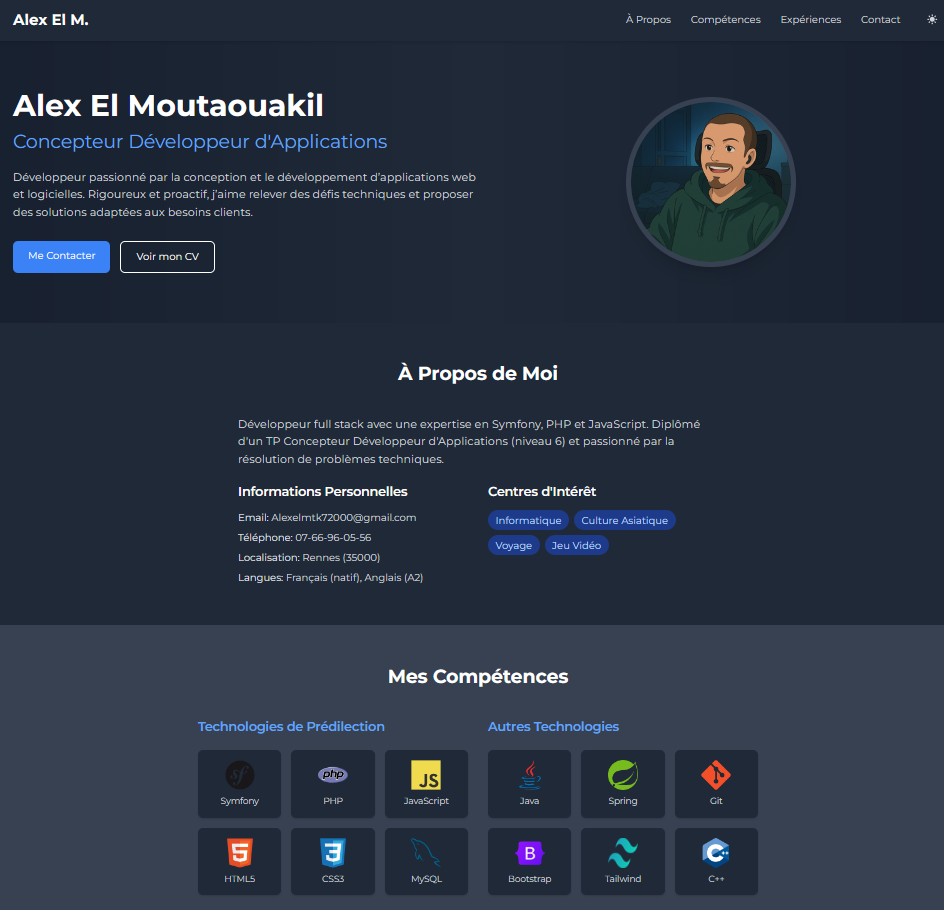 Alex El M.
À Propos Compétences Expériences Contact
Alex El Moutaouakil
Concepteur Développeur d'Applications
Développeur passionné par la conception et le développement d'applications web
et logicielles. Rigoureux et proactif, j'aime relever des défis techniques et proposer
des solutions adaptées aux besoins clients.
Me Contacter Voir mon CV
À Propos de Moi
Développeur full stack avec une expertise en Symfony, PHP et JavaScript. Diplômé
d'un TP Concepteur Développeur d'Applications (niveau 6) et passionné par la
résolution de problèmes techniques.
Informations Personnelles
Email: Alexelmtk72000@gmail.com
Téléphone: 07-66-96-05-56
Localisation: Rennes (35000)
Langues: Français (natif), Anglais (A2)
Centres d'Intérêt
Informatique Culture Asiatique
Voyage Jeu Vidéo
Mes Compétences
Technologies de Prédilection
sf php JS
Symfony PHP JavaScript
5 3
HTML5 CSS3 MySQL
Autres Technologies
Java Spring Git
B C++
Bootstrap Tailwind C++